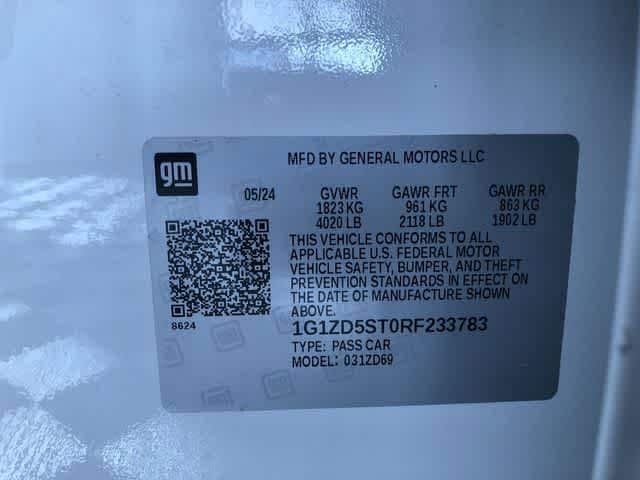 gm
MFD BY GENERAL MOTORS LLC
05/24 GVWR GAWR FRT GAWR RR
1823 KG 961 KG 863 KG
4020 LB 2118 LB 1902 LB
THIS VEHICLE CONFORMS TO ALL
APPLICABLE U.S. FEDERAL MOTOR
VEHICLE SAFETY, BUMPER, AND THEFT
PREVENTION STANDARDS IN EFFECT ON
THE DATE OF MANUFACTURE SHOWN
ABOVE.
8624
1G1ZD5ST0RF233783
TYPE: PASS CAR
MODEL: 031ZD69